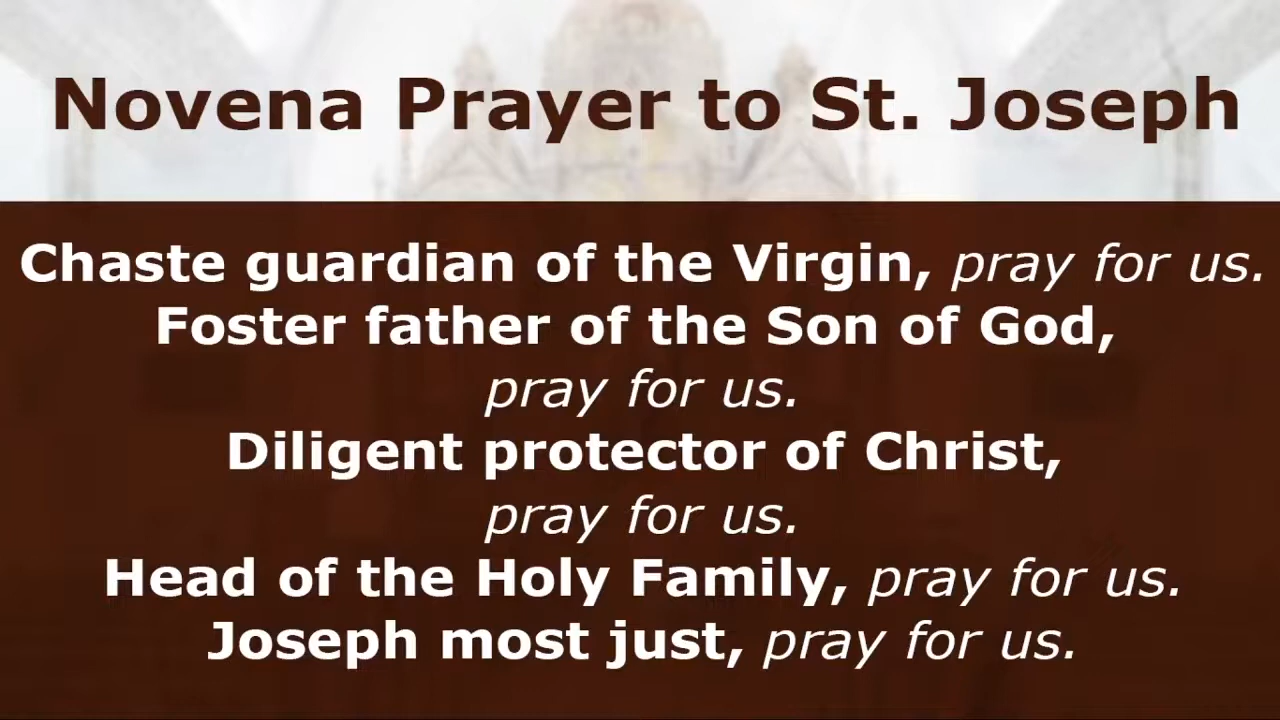 Novena Prayer to St. Joseph
Chaste guardian of the Virgin, pray for us.
Foster father of the Son of God,
pray for us.
Diligent protector of Christ,
pray for us.
Head of the Holy Family, pray for us.
Joseph most just, pray for us.